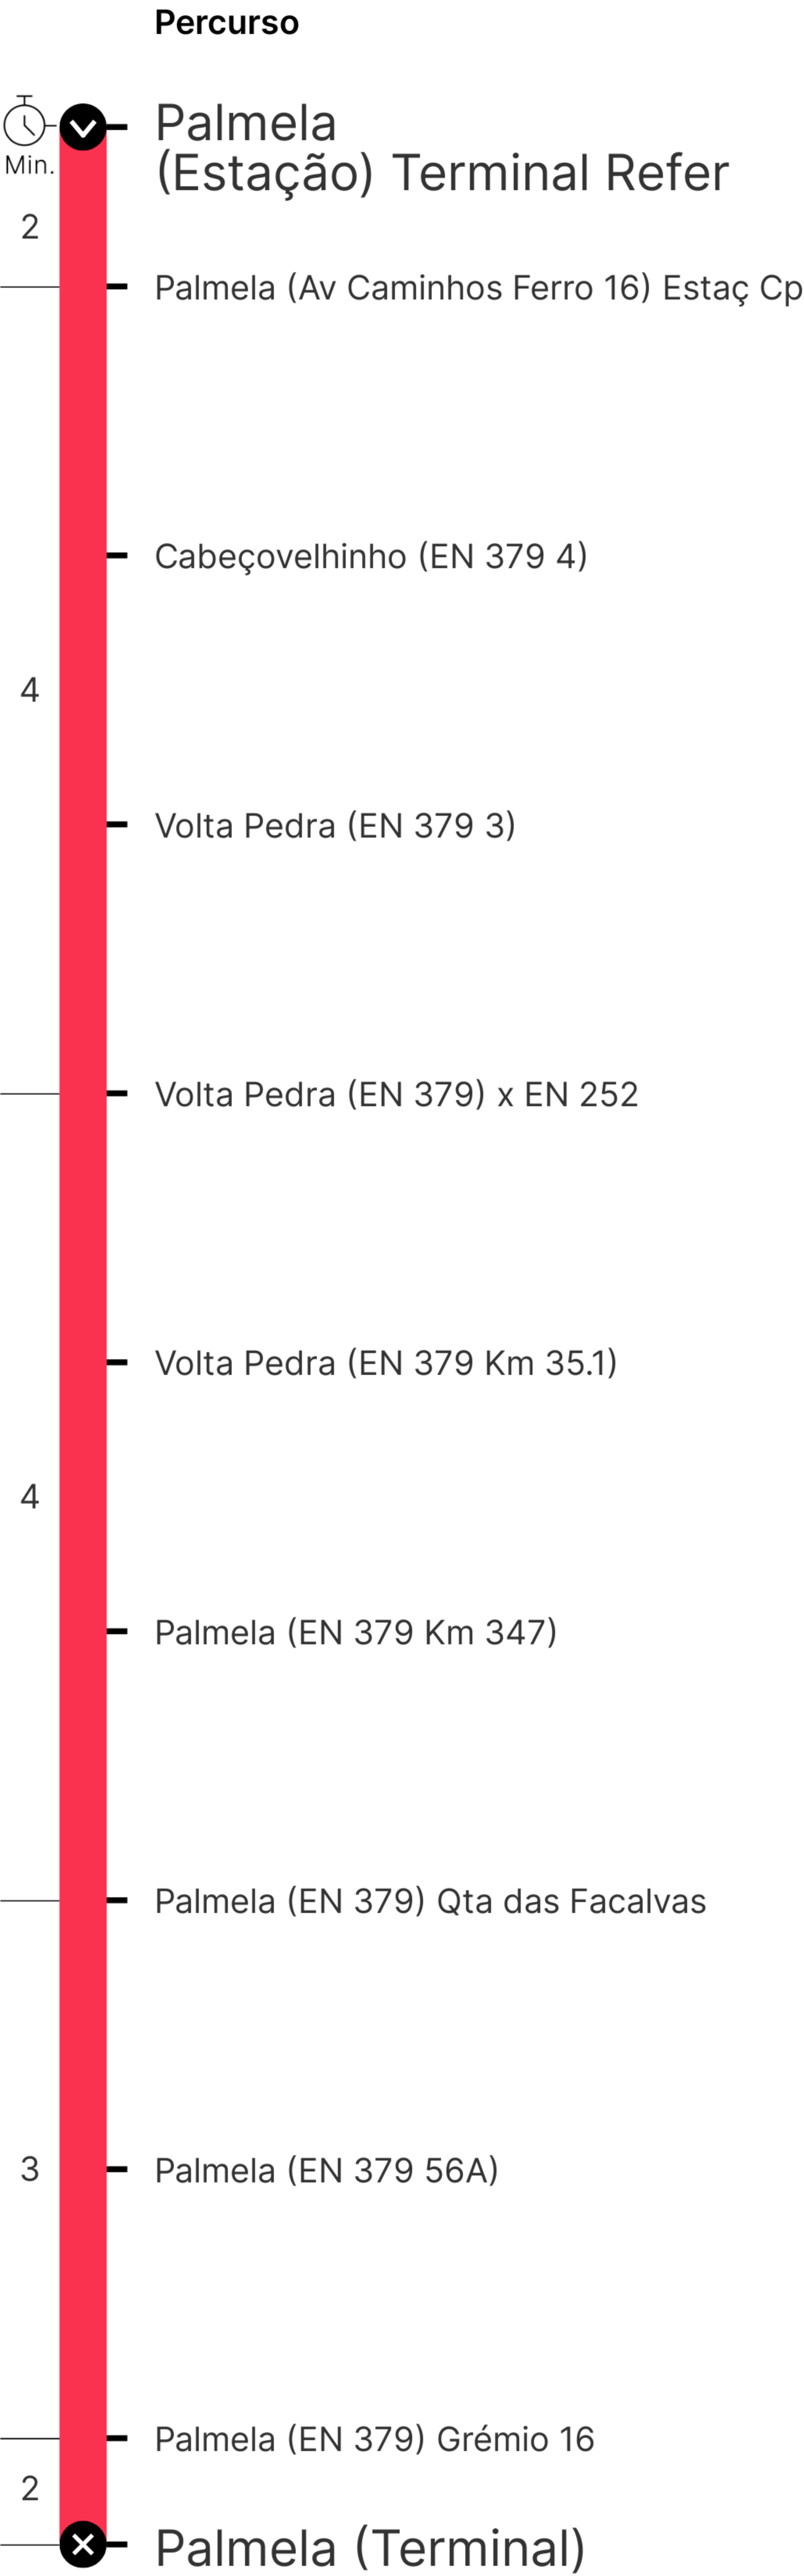 Percurso
Palmela
(Estação) Terminal Refer
Min.
2
Palmela (Av Caminhos Ferro 16) Estaç Cp
Cabeçovelhinho (EN 379 4)
4
Volta Pedra (EN 379 3)
Volta Pedra (EN 379) x EN 252
Volta Pedra (EN 379 Km 35.1)
4
Palmela (EN 379 Km 347)
Palmela (EN 379) Qta das Facalvas
3
Palmela (EN 379 56A)
Palmela (EN 379) Grémio 16
2
Palmela (Terminal)